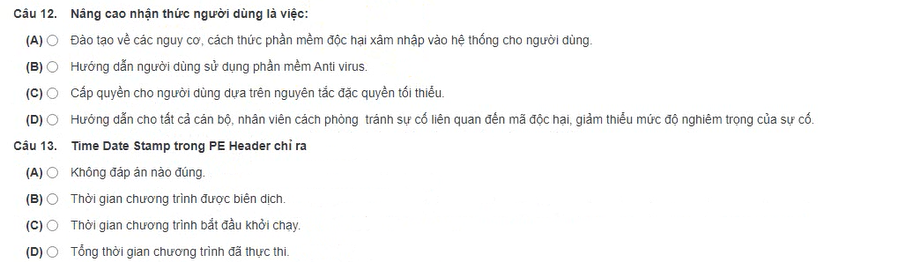 Câu 12. Nâng cao nhận thức người dùng là việc:
(A) Đào tạo về các nguy cơ, cách thức phần mềm độc hại xâm nhập vào hệ thống cho người dùng.
(B) Hướng dẫn người dùng sử dụng phần mềm Anti virus.
(C) Cấp quyền cho người dùng dựa trên nguyên tắc đặc quyền tối thiểu.
(D) Hướng dẫn cho tất cả cán bộ, nhân viên cách phòng tránh sự cố liên quan đến mã độc hại, giảm thiểu mức độ nghiêm trọng của sự cố.
Câu 13. Time Date Stamp trong PE Header chỉ ra
(A) Không đáp án nào đúng.
(B) Thời gian chương trình được biên dịch.
(C) Thời gian chương trình bắt đầu khởi chạy.
(D) Tổng thời gian chương trình đã thực thi.